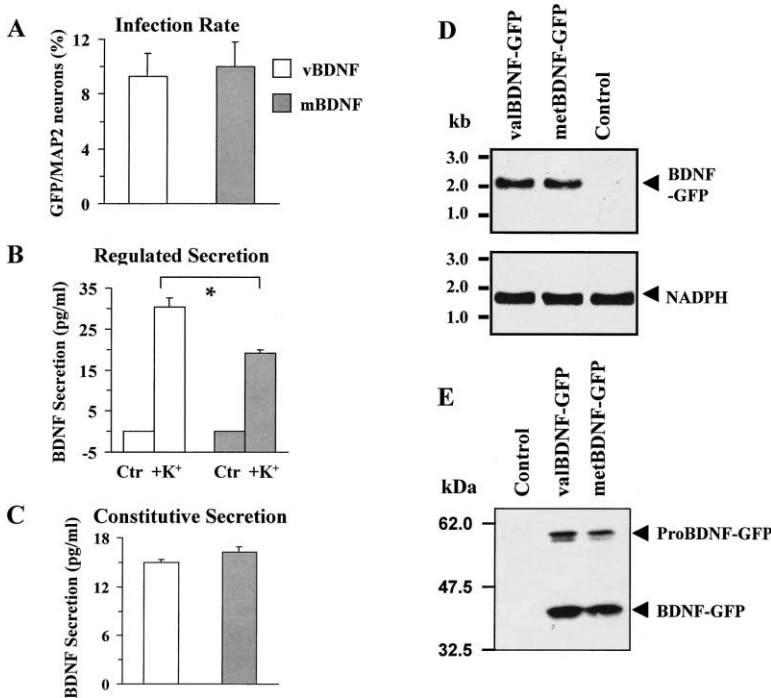 A
Infection Rate
GFP/MAP2 neurons (%)
12
8
4
0
vBDNF
mBDNF
B
Regulated Secretion
BDNF Secretion (pg/ml)
35
25
15
5
-5
*
Ctr +K⁺ Ctr +K⁺
C
Constitutive Secretion
BDNF Secretion (pg/ml)
18
12
6
0
D
valBDNF-GFP
metBDNF-GFP
Control
kb
3.0
2.0
1.0
BDNF
-GFP
3.0
2.0
1.0
NADPH
E
Control
valBDNF-GFP
metBDNF-GFP
kDa
62.0
47.5
32.5
ProBDNF-GFP
BDNF-GFP